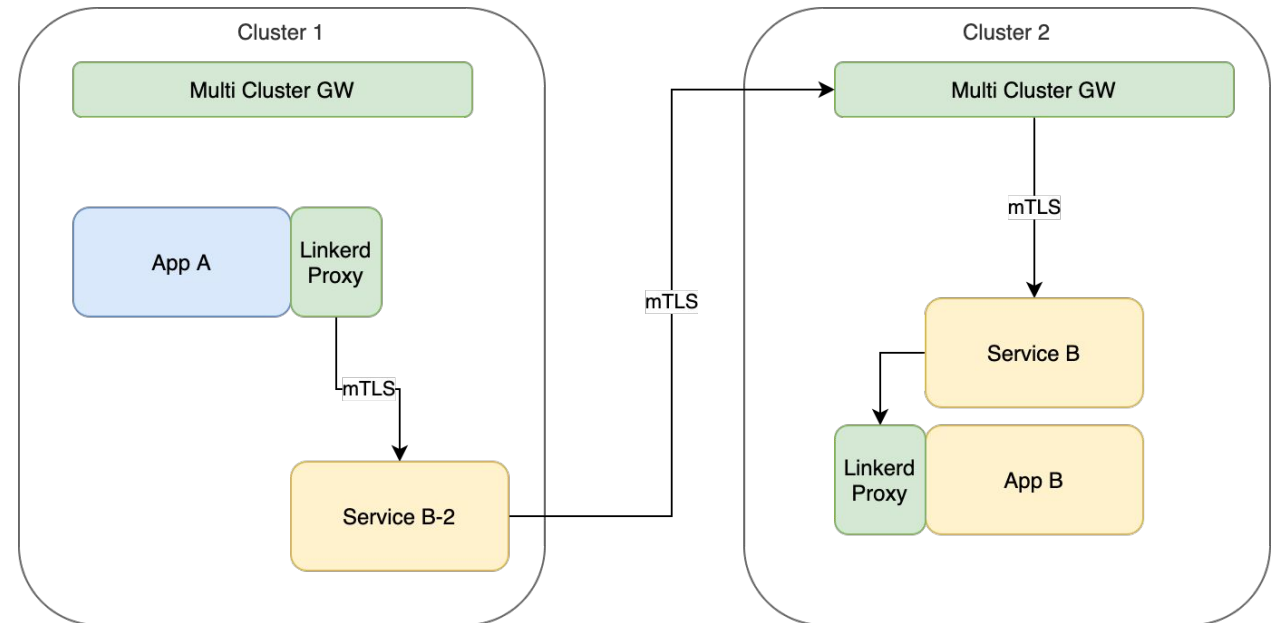 Cluster 1
Multi Cluster GW
App A
Linkerd
Proxy
mTLS
Service B-2
mTLS
Cluster 2
Multi Cluster GW
mTLS
Service B
Linkerd
Proxy
App B